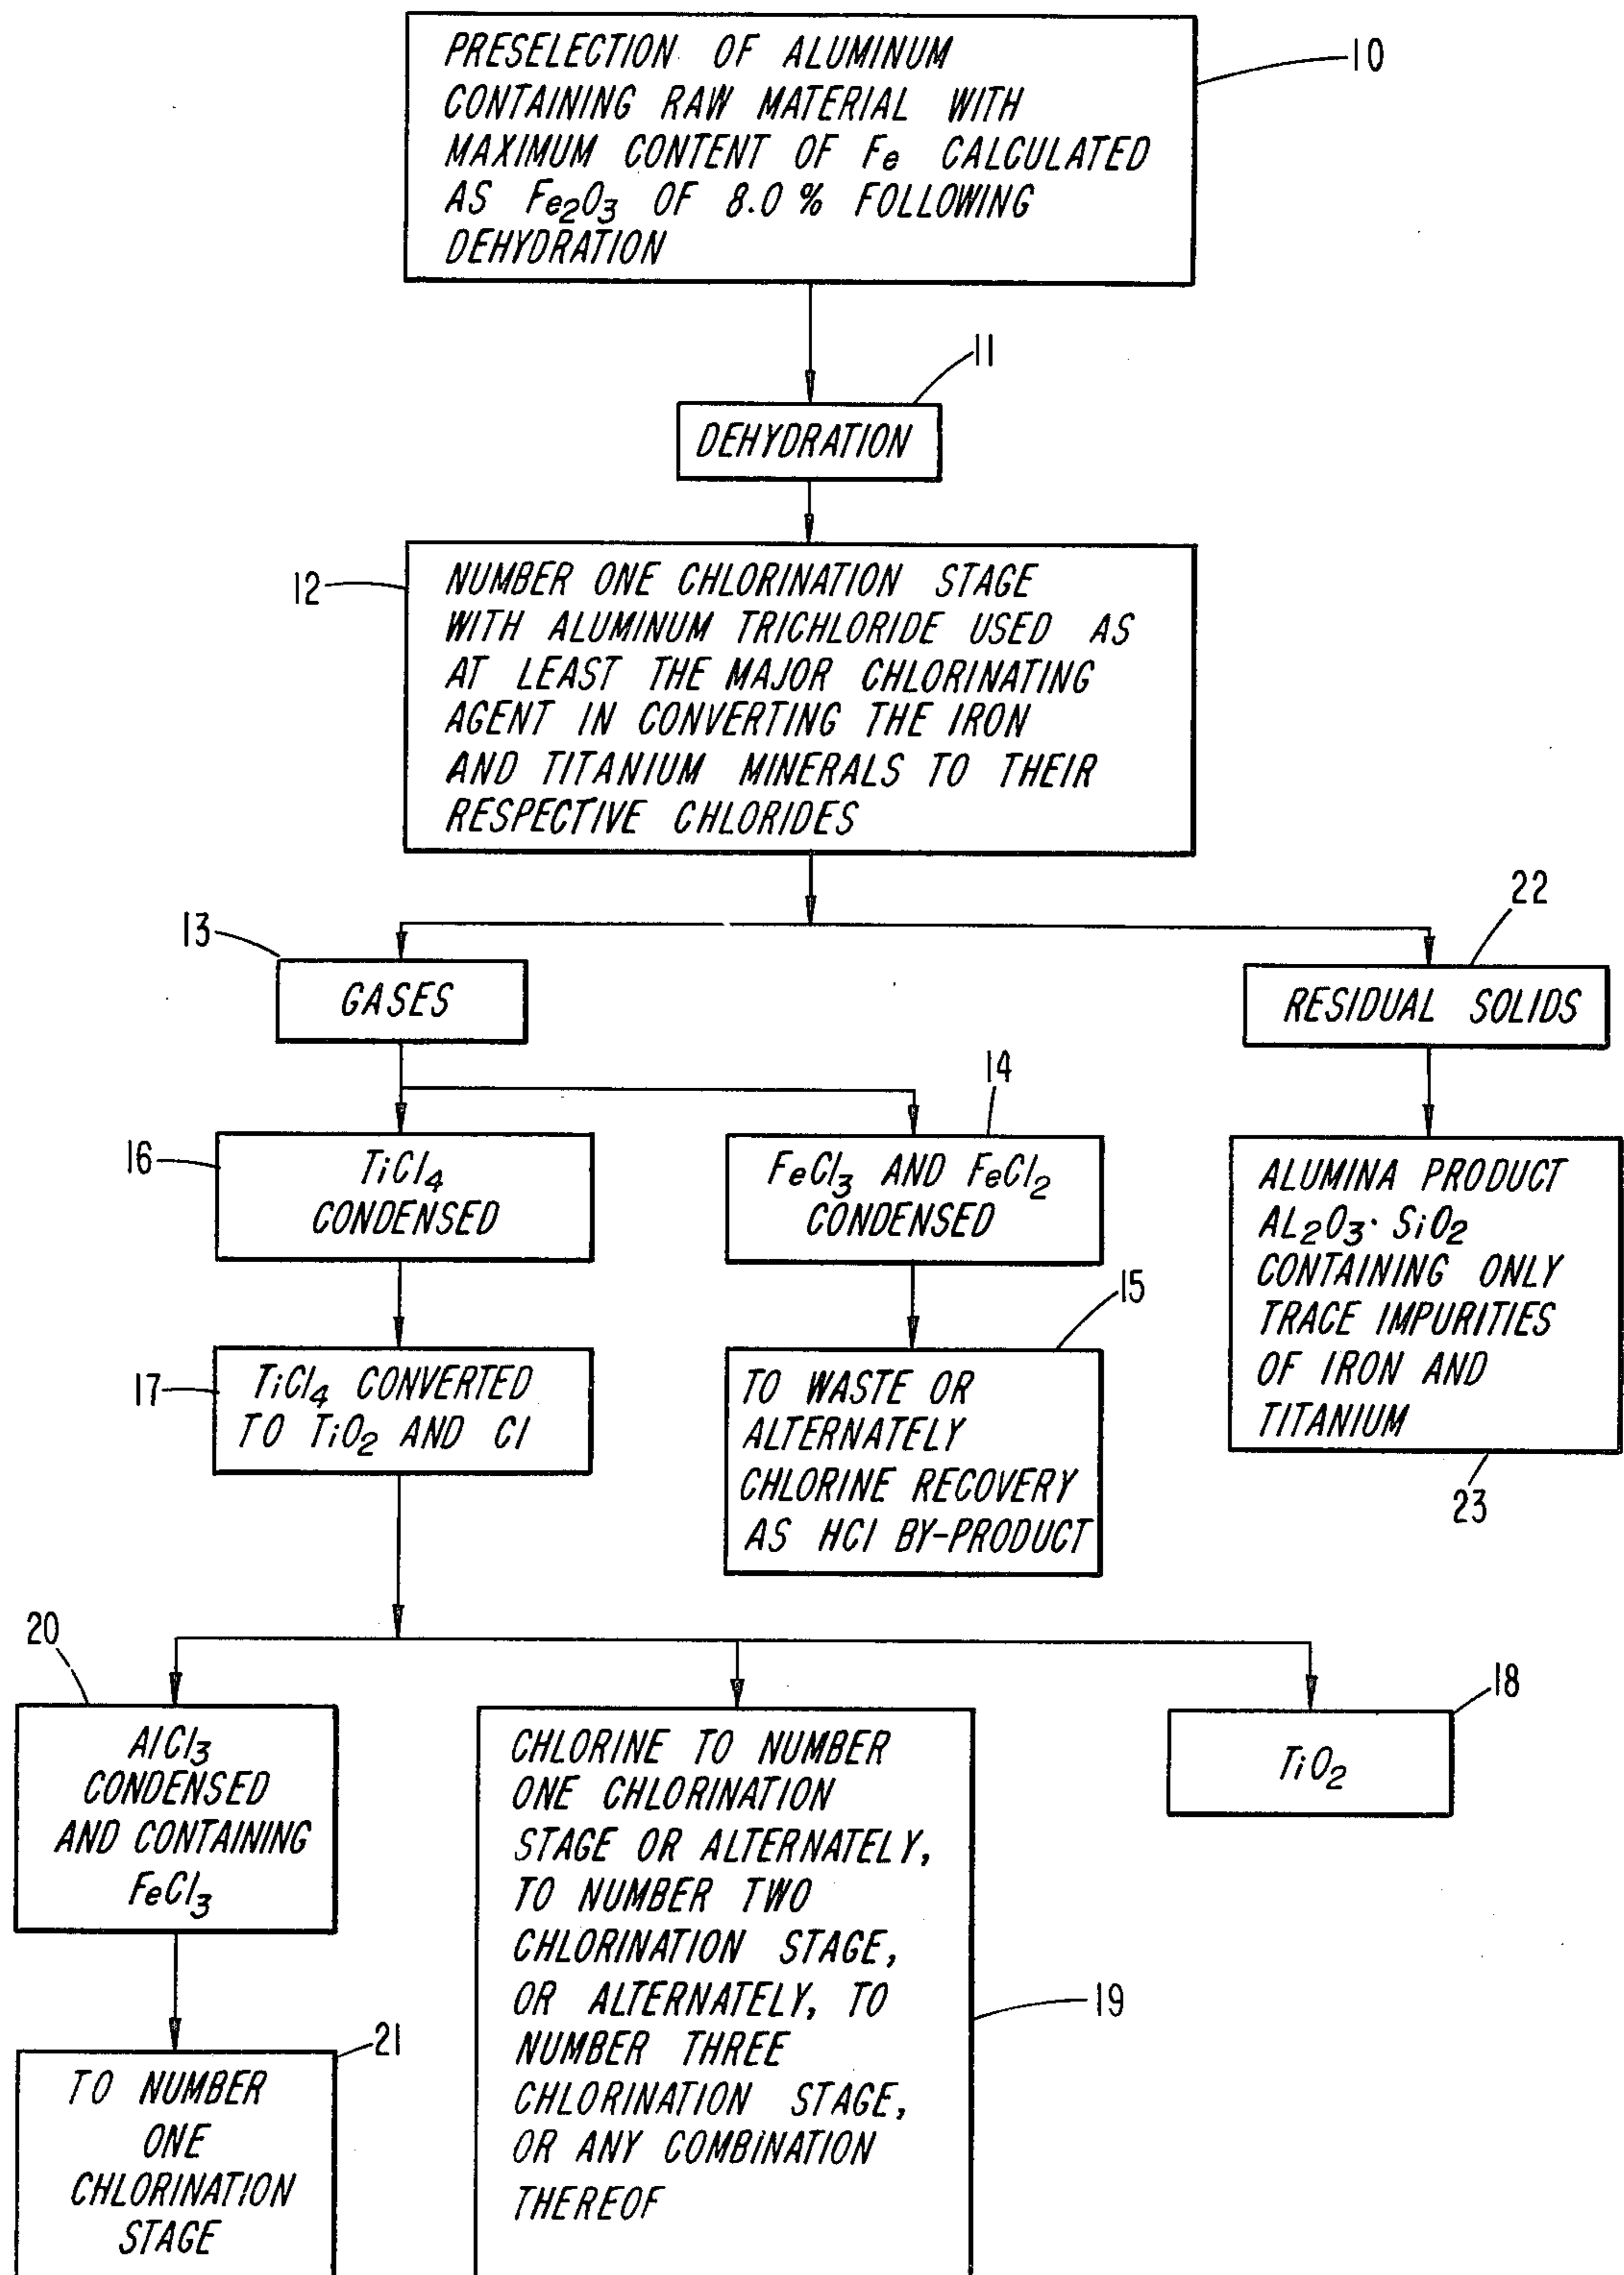 PRESELECTION OF ALUMINUM
CONTAINING RAW MATERIAL WITH
MAXIMUM CONTENT OF Fe CALCULATED
AS Fe2O3 OF 8.0 % FOLLOWING
DEHYDRATION
10
11
DEHYDRATION
12
NUMBER ONE CHLORINATION STAGE
WITH ALUMINUM TRICHLORIDE USED AS
AT LEAST THE MAJOR CHLORINATING
AGENT IN CONVERTING THE IRON
AND TITANIUM MINERALS TO THEIR
RESPECTIVE CHLORIDES
13
GASES
22
RESIDUAL SOLIDS
16
TiCl4
CONDENSED
14
FeCl3 AND FeCl2
CONDENSED
ALUMINA PRODUCT
AL2O3· SiO2
CONTAINING ONLY
TRACE IMPURITIES
OF IRON AND
TITANIUM
23
17
TiCl4 CONVERTED
TO TiO2 AND Cl
15
TO WASTE OR
ALTERNATELY
CHLORINE RECOVERY
AS HCl BY-PRODUCT
20
AlCl3
CONDENSED
AND CONTAINING
FeCl3
CHLORINE TO NUMBER
ONE CHLORINATION
STAGE OR ALTERNATELY,
TO NUMBER TWO
CHLORINATION STAGE,
OR ALTERNATELY, TO
NUMBER THREE
CHLORINATION STAGE,
OR ANY COMBINATION
THEREOF
19
18
TiO2
21
TO NUMBER
ONE
CHLORINATION
STAGE